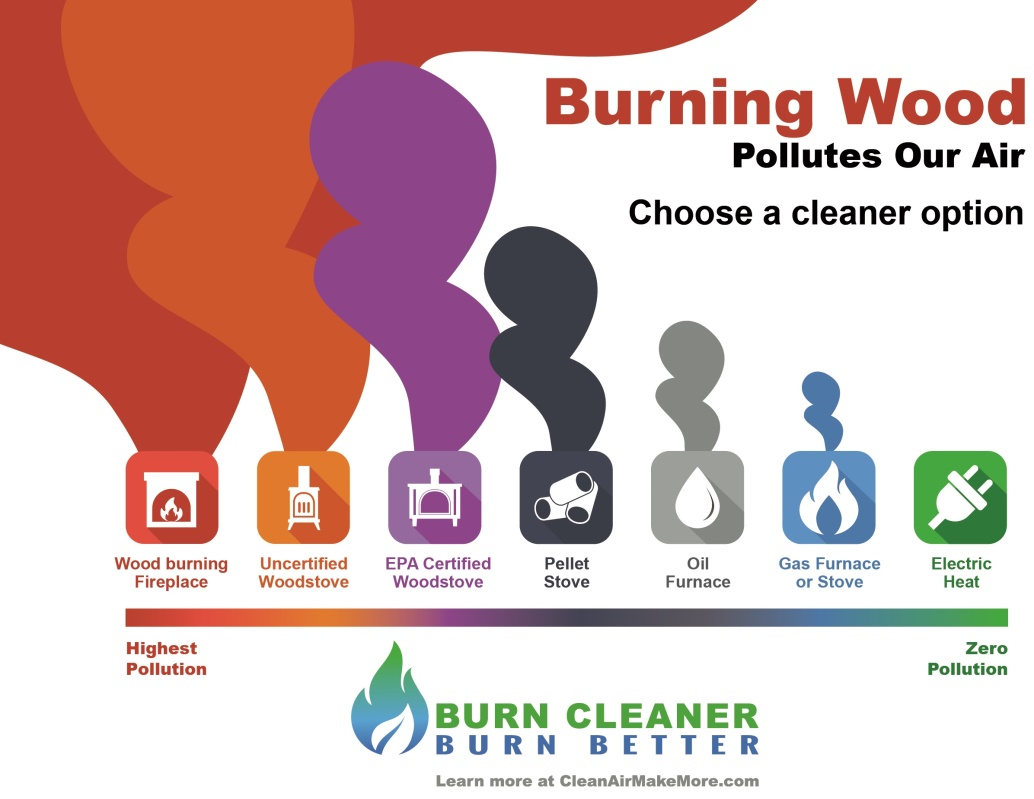 Burning Wood
Pollutes Our Air
Choose a cleaner option
Wood burning
Fireplace
Uncertified
Woodstove
EPA Certified
Woodstove
Pellet
Stove
Oil
Furnace
Gas Furnace
or Stove
Electric
Heat
Highest
Pollution
Zero
Pollution
BURN CLEANER
BURN BETTER
Learn more at CleanAirMakeMore.com